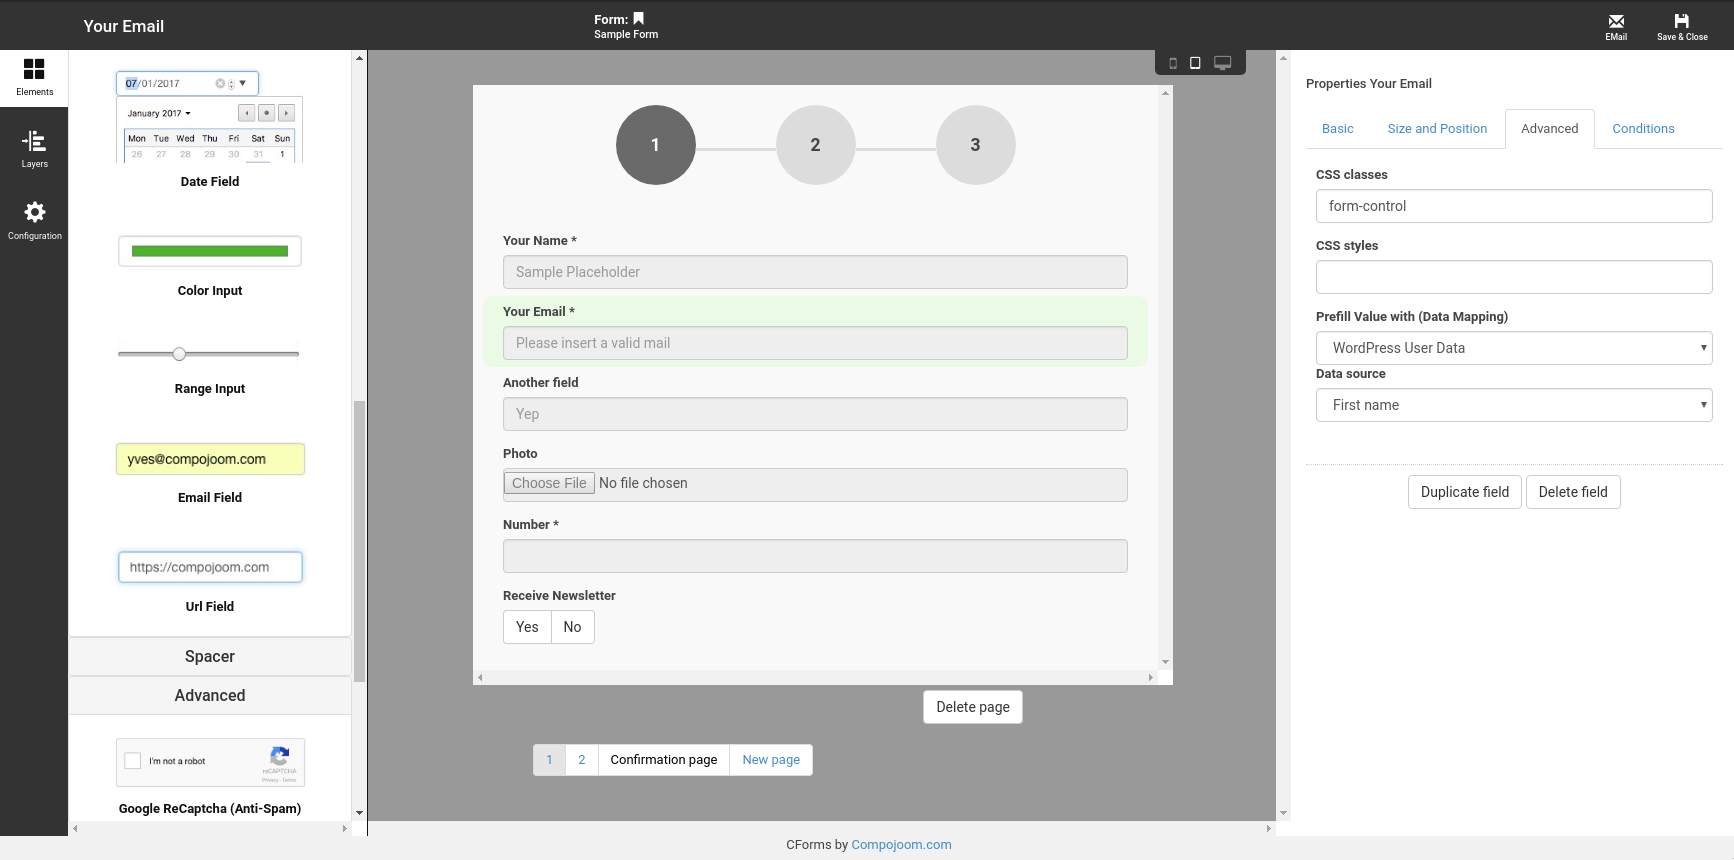 Your Email
Form:
Sample Form
EMail
Save & Close
Elements
Layers
Configuration
07/01/2017
January 2017
Mon Tue Wed Thu Fri Sat Sun
26 27 28 29 30 31 1
Date Field
Color Input
Range Input
yves@compojoom.com
Email Field
https://compojoom.com
Url Field
Spacer
Advanced
I'm not a robot
reCAPTCHA
Privacy - Terms
Google ReCaptcha (Anti-Spam)
1 2 3
Your Name *
Sample Placeholder
Your Email *
Please insert a valid mail
Another field
Yep
Photo
Choose File No file chosen
Number *
Receive Newsletter
Yes No
Delete page
1 2 Confirmation page New page
Properties Your Email
Basic Size and Position Advanced Conditions
CSS classes
form-control
CSS styles
Prefill Value with (Data Mapping)
WordPress User Data
Data source
First name
Duplicate field Delete field
CForms by Compojoom.com